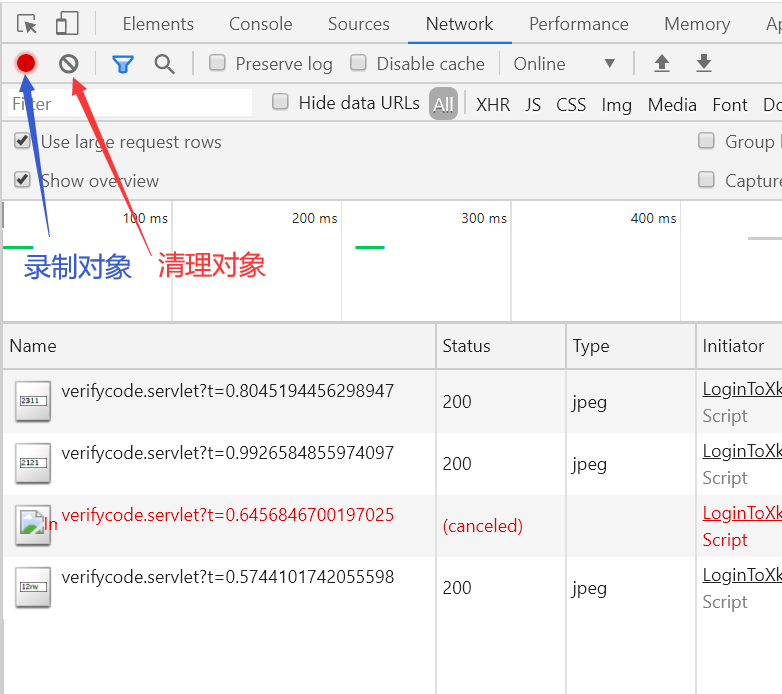 Elements Console Sources Network Performance Memory Ap
Preserve log Disable cache Online
Filter Hide data URLs All XHR JS CSS Img Media Font Do
Use large request rows Group
Show overview Capture
100 ms 200 ms 300 ms 400 ms
录制对象 清理对象
Name Status Type Initiator
2311 verifycode.servlet?t=0.8045194456298947 200 jpeg LoginToXk
Script
2121 verifycode.servlet?t=0.9926584855974097 200 jpeg LoginToXk
Script
In verifycode.servlet?t=0.6456846700197025 (canceled) LoginToXk
Script
12nv verifycode.servlet?t=0.5744101742055598 200 jpeg LoginToXk
Script